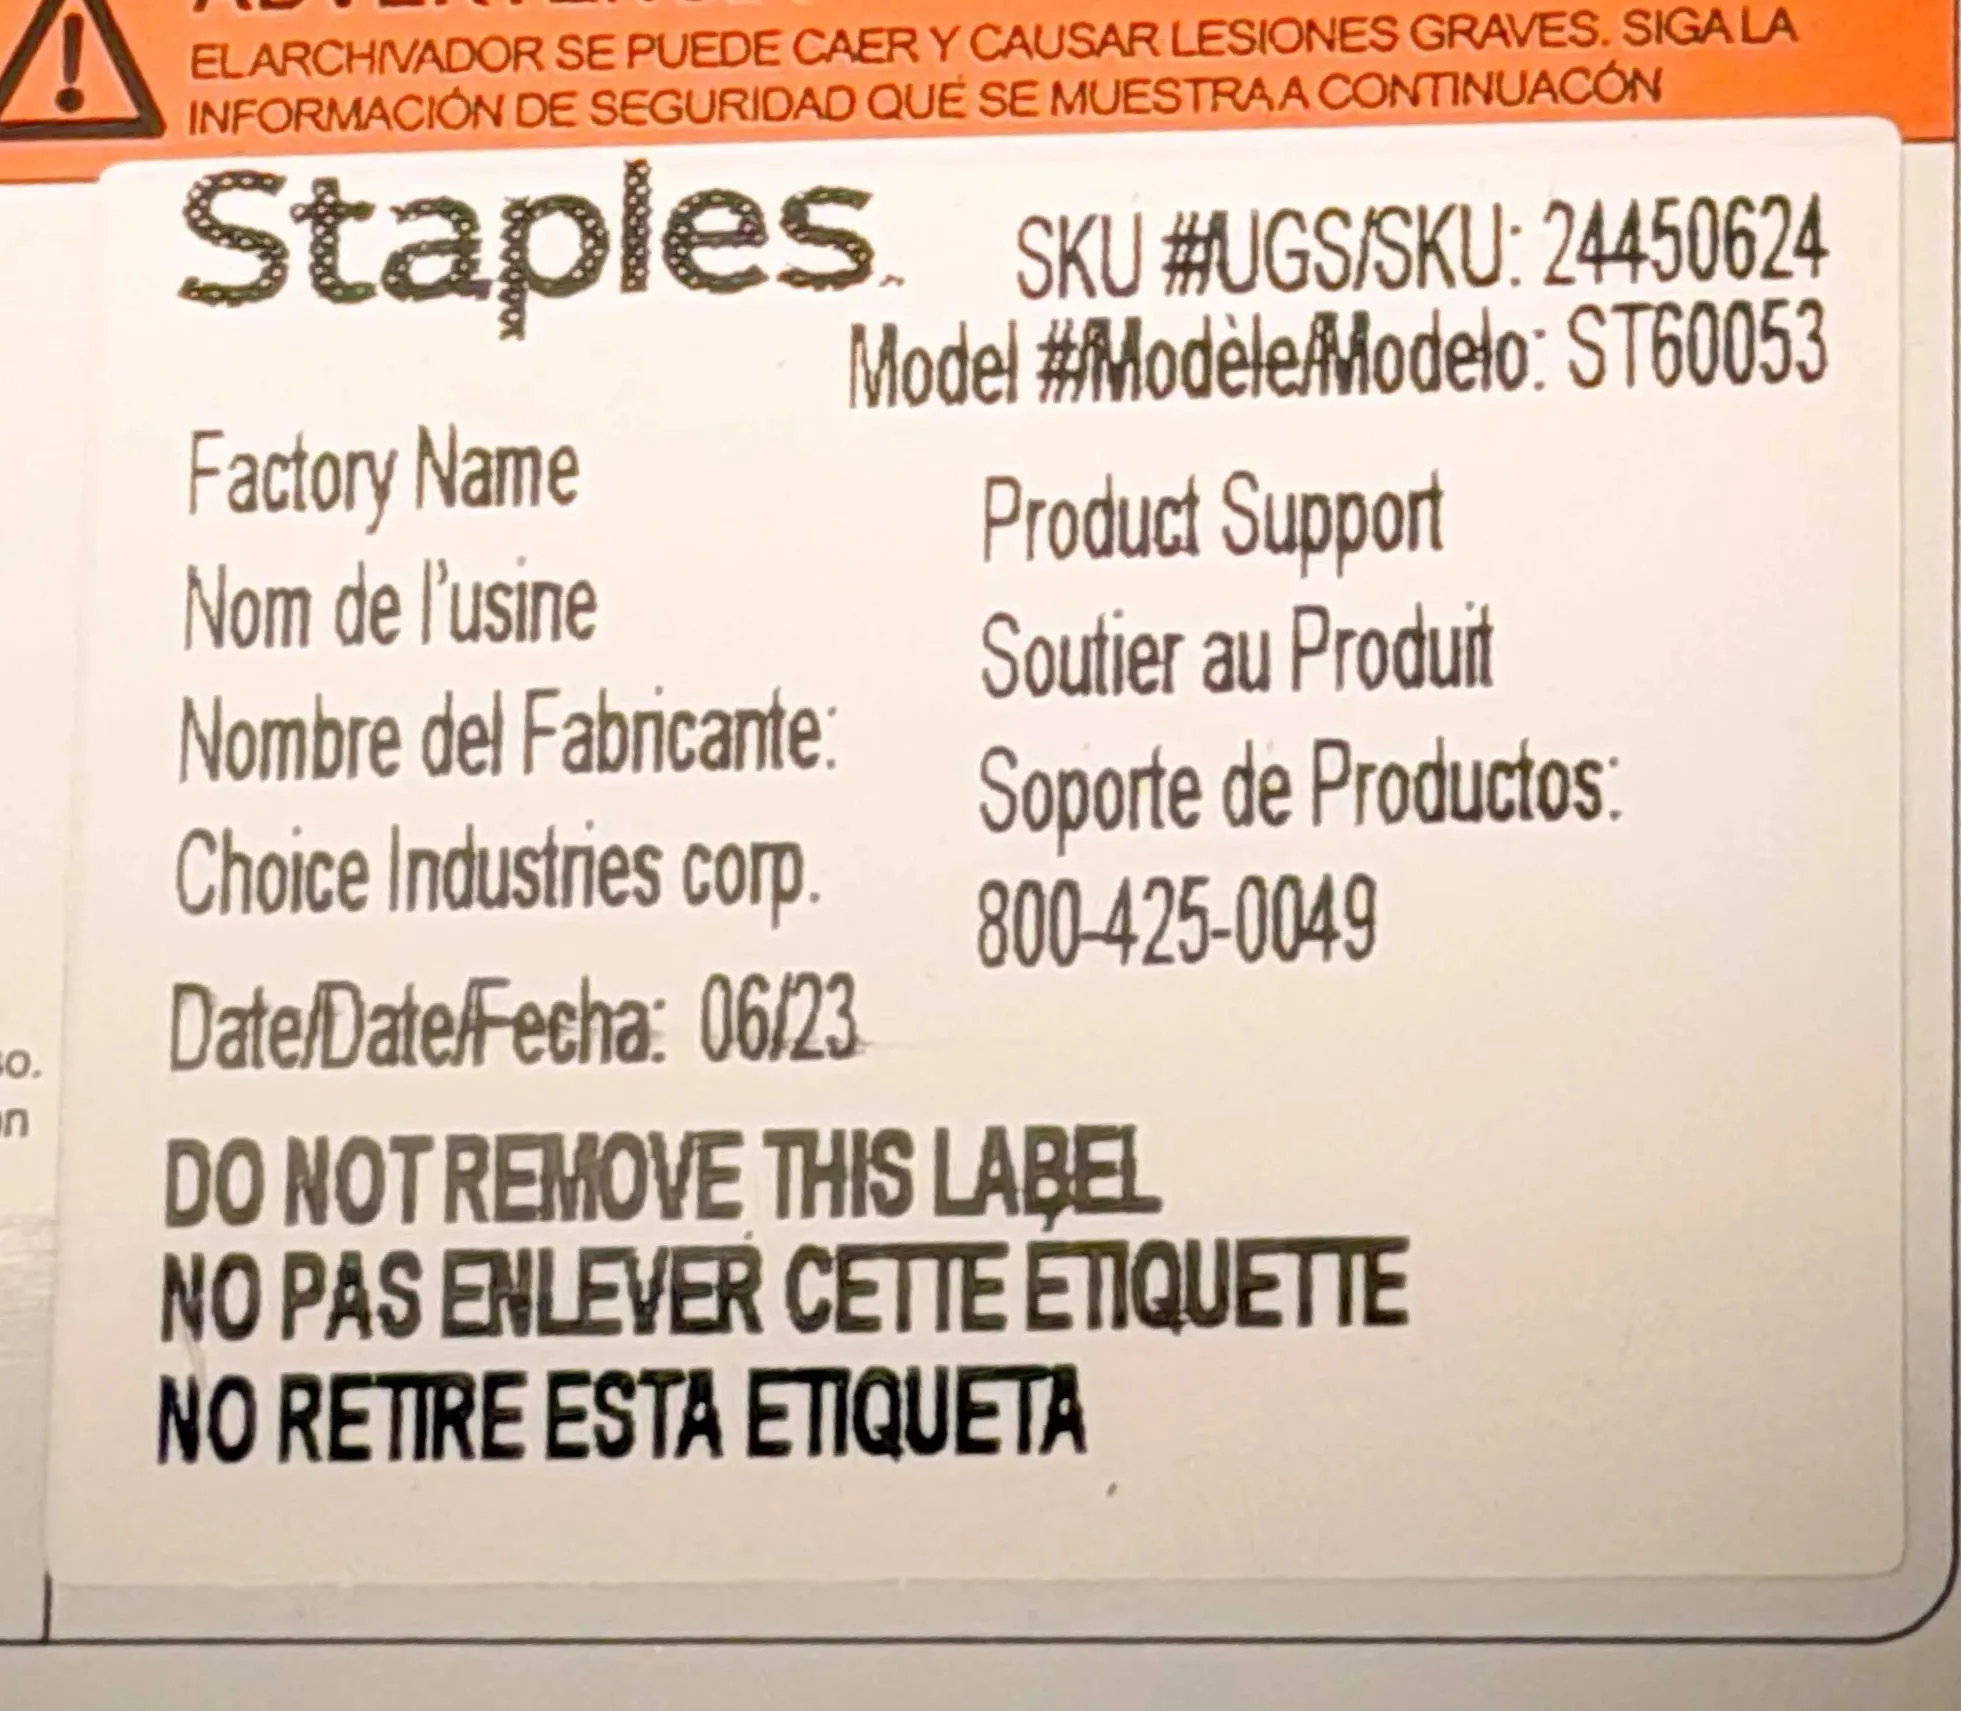 EL ARCHIVADOR SE PUEDE CAER Y CAUSAR LESIONES GRAVES. SIGA LA
INFORMACIÓN DE SEGURIDAD QUE SE MUESTRA A CONTINUACÓN
Staples
SKU #/UGS/SKU: 24450624
Model #/Modèle/Modelo: ST60053
Factory Name
Nom de l'usine
Nombre del Fabricante:
Choice Industries corp.
Date/Date/Fecha: 06/23
Product Support
Soutier au Produit
Soporte de Productos:
800-425-0049
DO NOT REMOVE THIS LABEL
NO PAS ENLEVER CETTE ÉTIQUETTE
NO RETIRE ESTA ETIQUETA